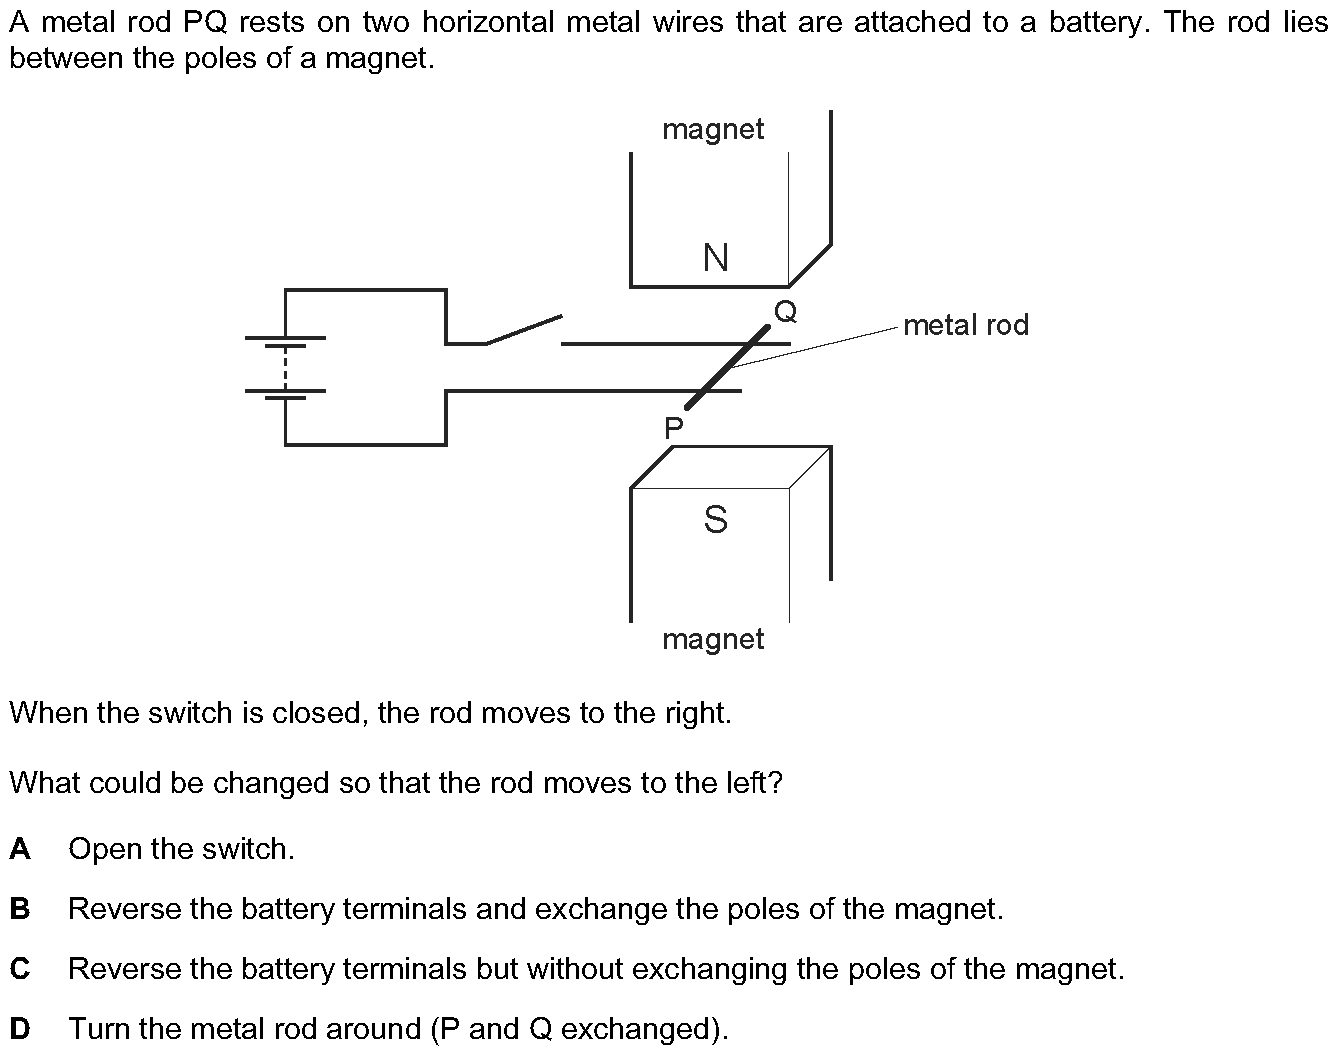 A metal rod PQ rests on two horizontal metal wires that are attached to a battery. The rod lies
between the poles of a magnet.
magnet
N
Q
metal rod
P
S
magnet
When the switch is closed, the rod moves to the right.
What could be changed so that the rod moves to the left?
A Open the switch.
B Reverse the battery terminals and exchange the poles of the magnet.
C Reverse the battery terminals but without exchanging the poles of the magnet.
D Turn the metal rod around (P and Q exchanged).